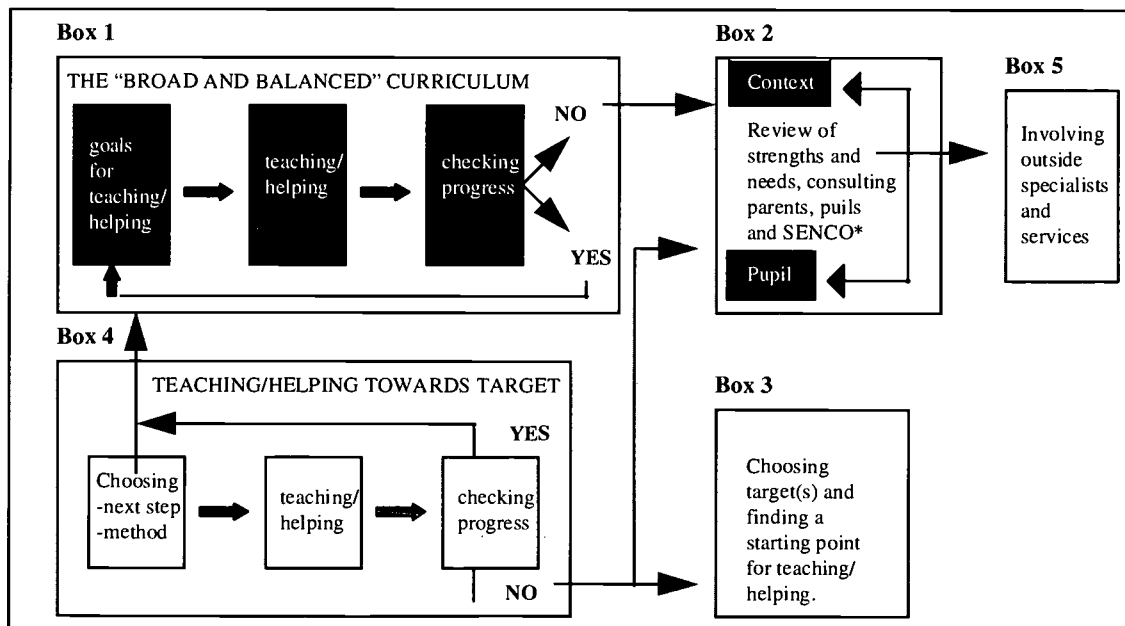 Box 1
THE "BROAD AND BALANCED" CURRICULUM
goals
for
teaching/
helping
teaching/
helping
checking
progress
NO
YES
Box 2
Context
Review of
strengths and
needs, consulting
parents, puils
and SENCO*
Pupil
Box 5
Involving
outside
specialists
and
services
Box 4
TEACHING/HELPING TOWARDS TARGET
YES
Choosing
-next step
-method
teaching/
helping
checking
progress
NO
Box 3
Choosing
target(s) and
finding a
starting point
for teaching/
helping.